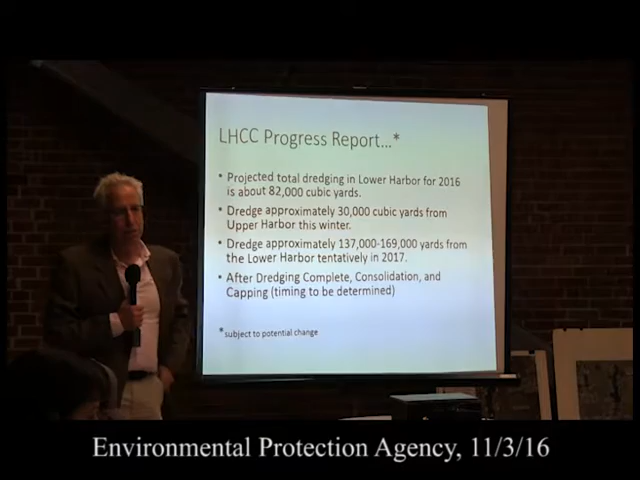 LHCC Progress Report...*
• Projected total dredging in Lower Harbor for 2016
is about 82,000 cubic yards.
• Dredge approximately 30,000 cubic yards from
Upper Harbor this winter.
• Dredge approximately 137,000-169,000 yards from
the Lower Harbor tentatively in 2017.
• After Dredging Complete, Consolidation, and
Capping (timing to be determined)
*subject to potential change
Environmental Protection Agency, 11/3/16